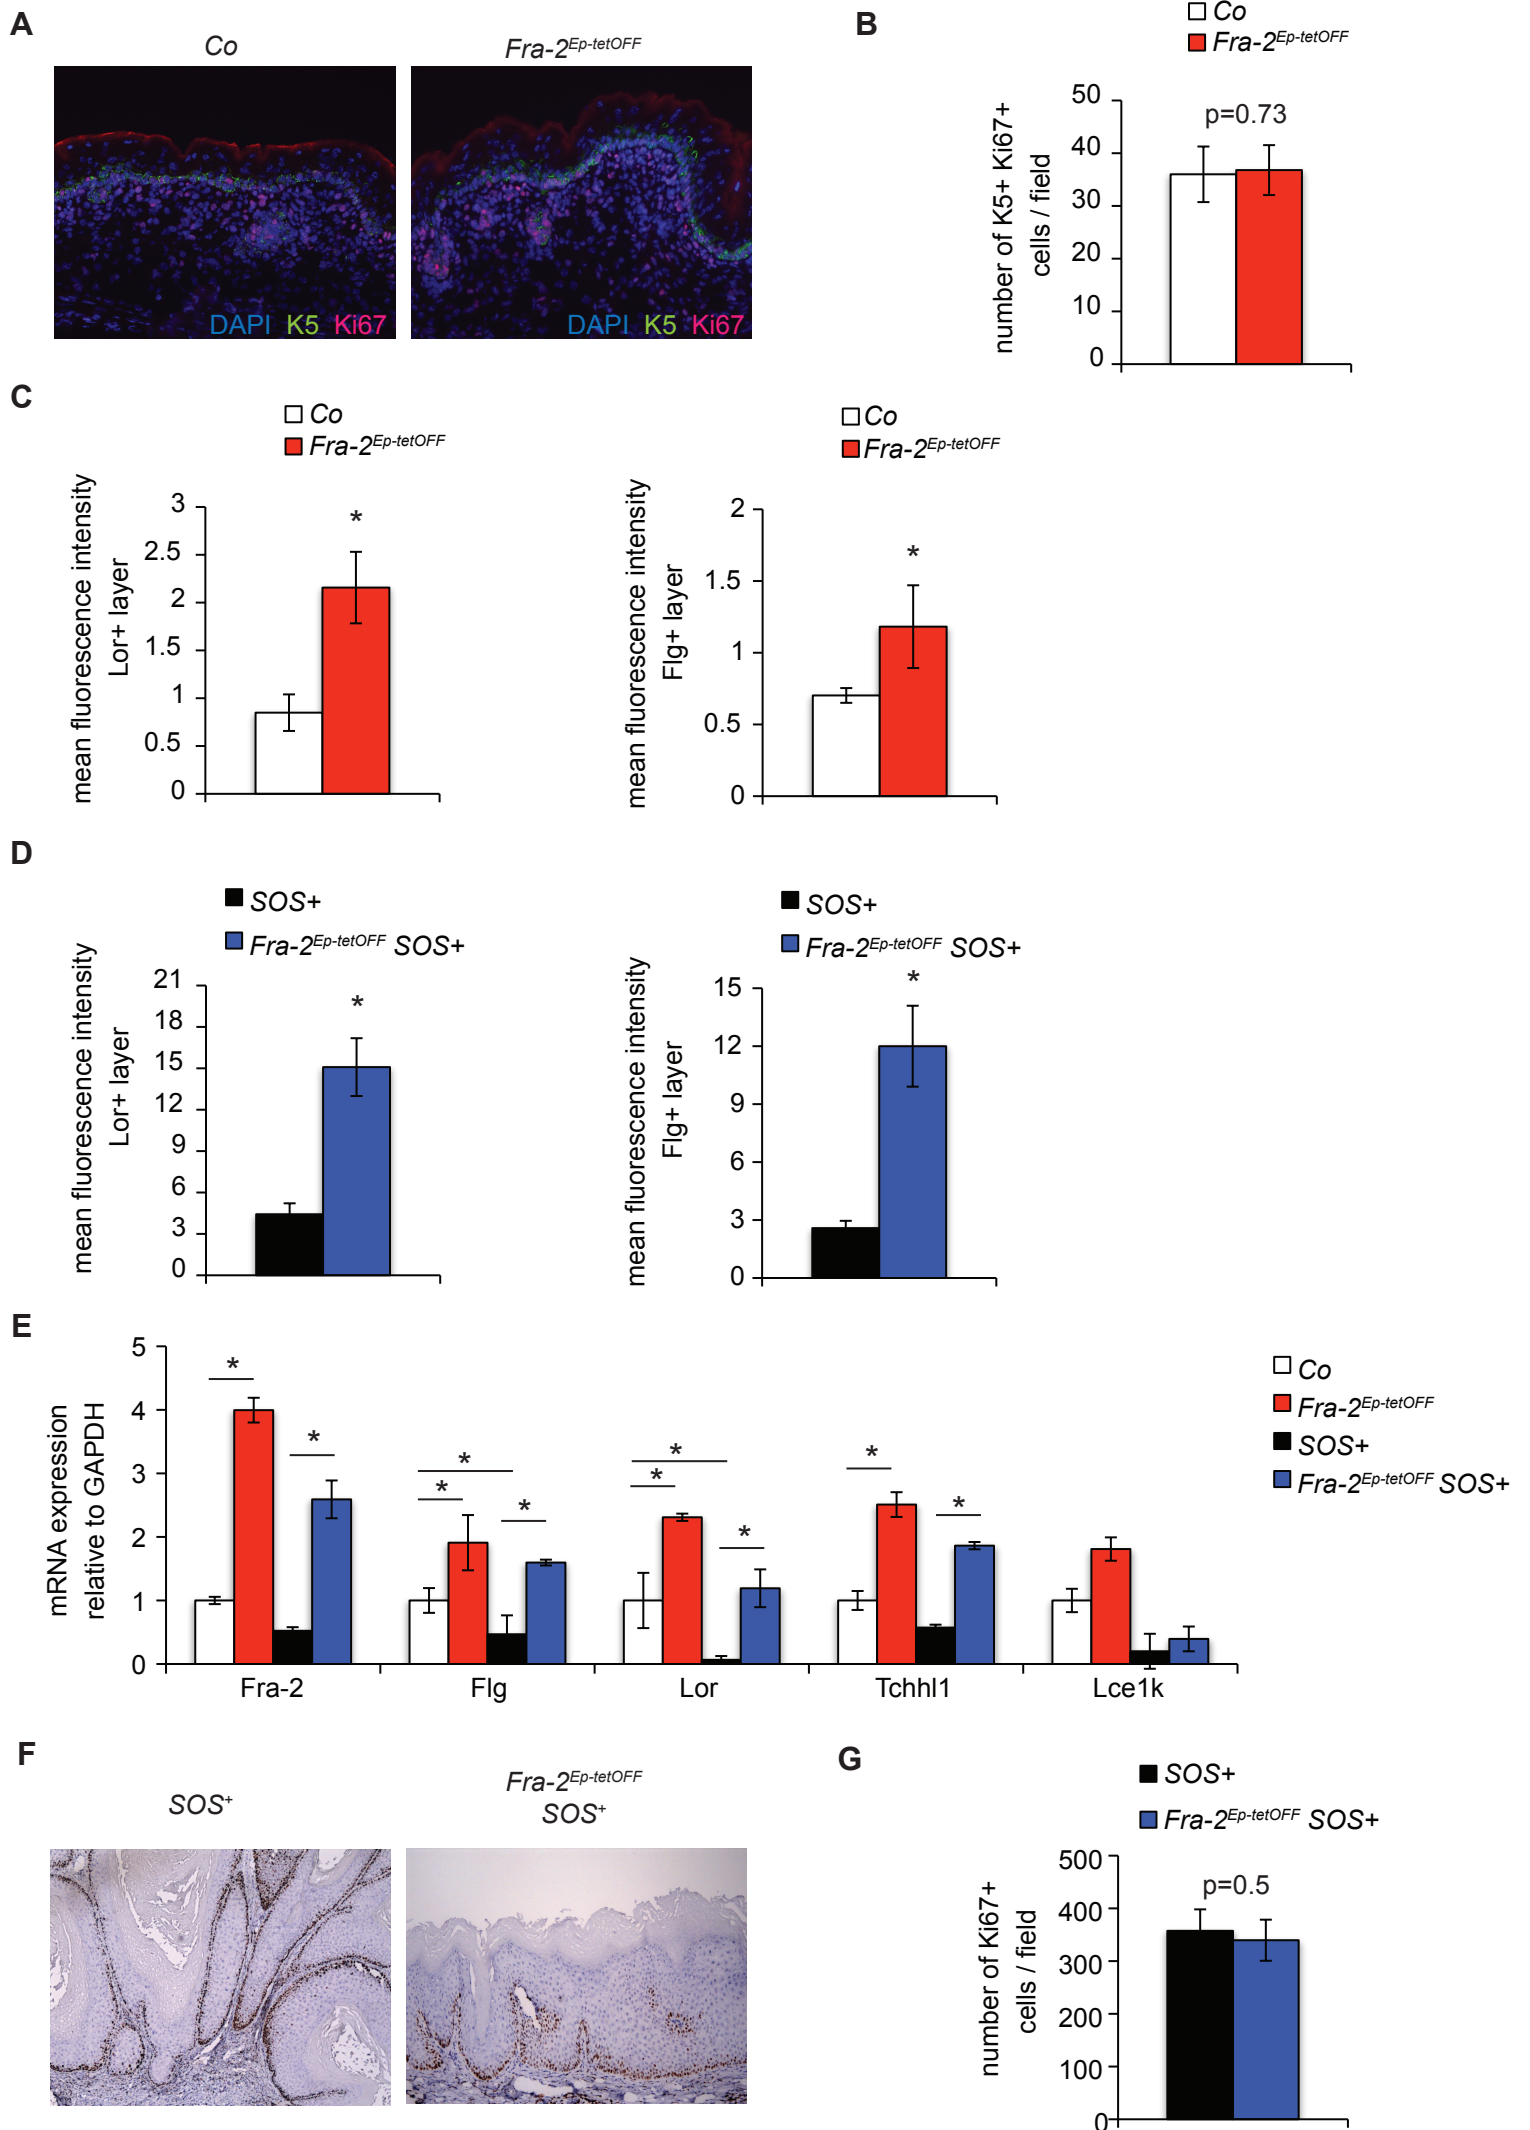 A
Co
Fra-2Ep-tetOFF
DAPI K5 Ki67
DAPI K5 Ki67
B
Co
Fra-2Ep-tetOFF
number of K5+ Ki67+
cells / field
50
40
30
20
10
0
p=0.73
C
Co
Fra-2Ep-tetOFF
mean fluorescence intensity
Lor+ layer
3
2.5
2
1.5
1
0.5
0
*
Co
Fra-2Ep-tetOFF
mean fluorescence intensity
Flg+ layer
2
1.5
1
0.5
0
*
D
SOS+
Fra-2Ep-tetOFF SOS+
mean fluorescence intensity
Lor+ layer
21
18
15
12
9
6
3
0
*
SOS+
Fra-2Ep-tetOFF SOS+
mean fluorescence intensity
Flg+ layer
15
12
9
6
3
0
*
E
mRNA expression
relative to GAPDH
5
4
3
2
1
0
* *
* * *
* * *
* *
Fra-2 Flg Lor Tchhl1 Lce1k
Co
Fra-2Ep-tetOFF
SOS+
Fra-2Ep-tetOFF SOS+
F
SOS+
Fra-2Ep-tetOFF
SOS+
G
SOS+
Fra-2Ep-tetOFF SOS+
number of Ki67+
cells / field
500
400
300
200
100
0
p=0.5